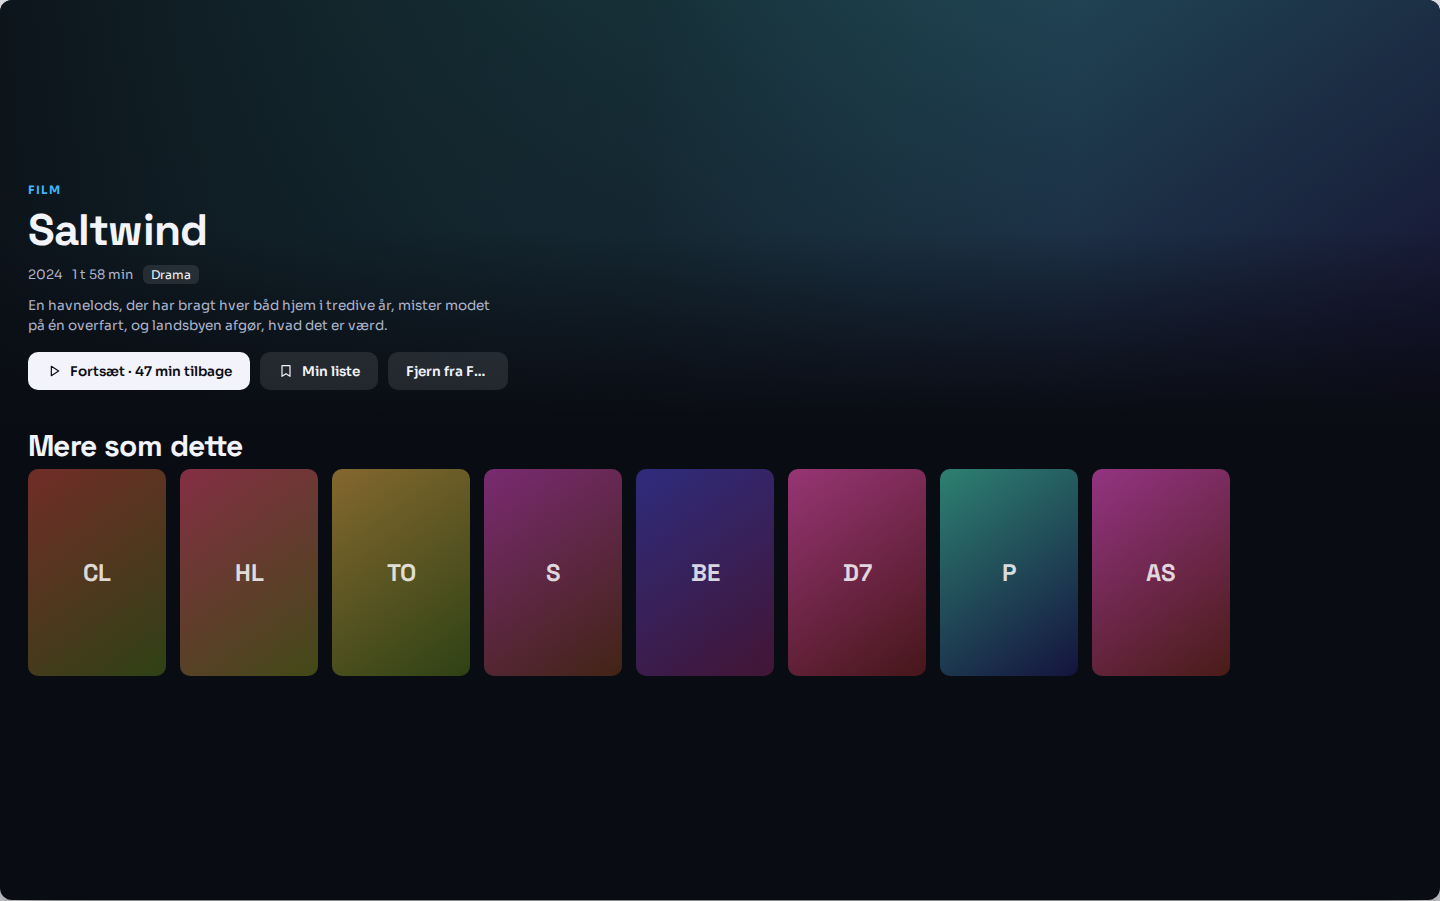 FILM
Saltwind
2024 1 t 58 min Drama
En havnelods, der har bragt hver båd hjem i tredive år, mister modet
på én overfart, og landsbyen afgør, hvad det er værd.
Fortsæt · 47 min tilbage Min liste Fjern fra F…
Mere som dette
CL HL TO S BE D7 P AS